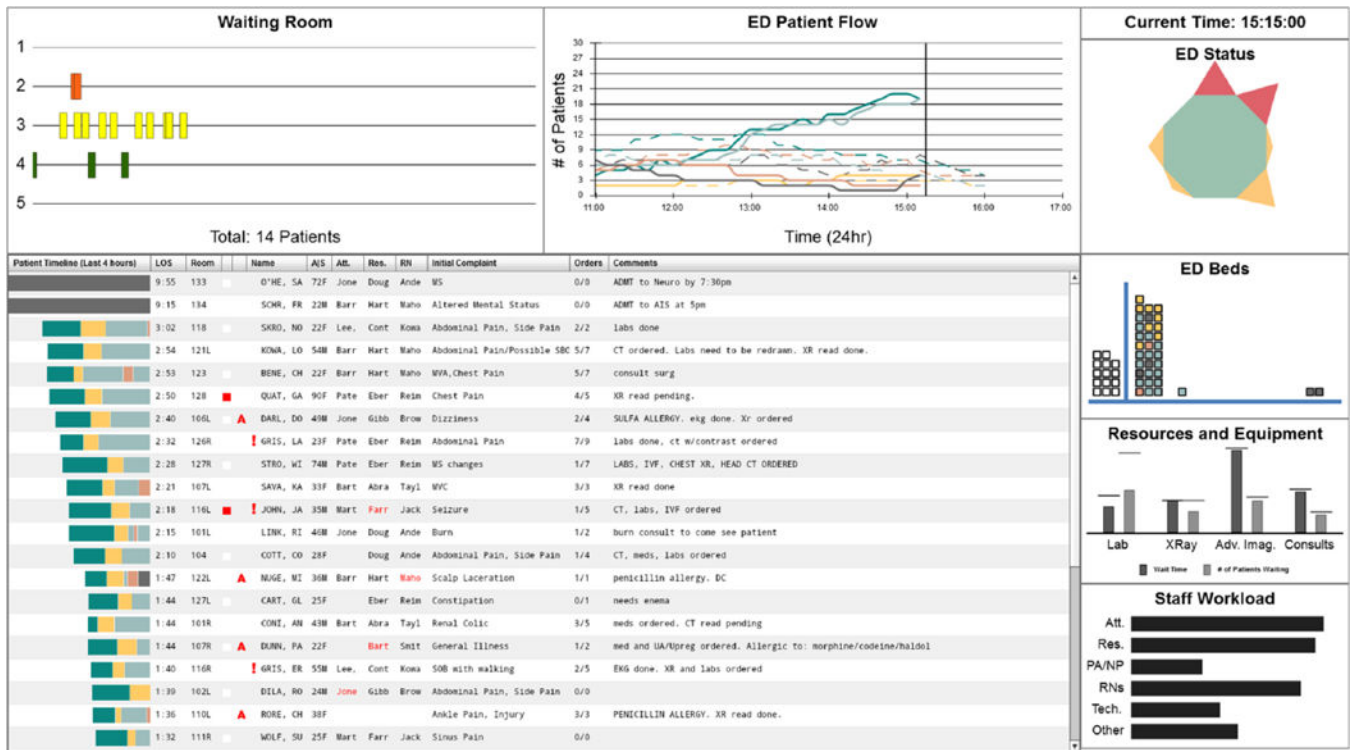 Waiting Room
1
2
3
4
5
Total: 14 Patients
ED Patient Flow
# of Patients
30
27
24
21
18
15
12
9
6
3
0
11:00 12:00 13:00 14:00 15:00 16:00 17:00
Time (24hr)
Current Time: 15:15:00
ED Status
ED Beds
Resources and Equipment
Lab XRay Adv. Imag. Consults
Wait Time # of Patients Waiting
Staff Workload
Att.
Res.
PA/NP
RNs
Tech.
Other
Patient Timeline (Last 4 hours) LOS Room Name A|S Att. Res. RN Initial Complaint Orders Comments
9:55 133 O'HE, SA 72F Jone Doug Ande MS 0/0 ADMT to Neuro by 7:30pm
9:15 134 SCHR, FR 22M Barr Hart Maho Altered Mental Status 0/0 ADMT to AIS at 5pm
3:02 118 SKRO, NO 22F Lee, Cont Kowa Abdominal Pain, Side Pain 2/2 labs done
2:54 121L KOWA, LO 54M Barr Hart Maho Abdominal Pain/Possible SBO 5/7 CT ordered. Labs need to be redrawn. XR read done.
2:53 123 BENE, CH 22F Barr Hart Maho MVA,Chest Pain 5/7 consult surg
2:50 128 QUAT, GA 90F Pate Eber Reim Chest Pain 4/5 XR read pending.
2:40 106L A DARL, DO 49M Jone Gibb Brow Dizziness 2/4 SULFA ALLERGY. ekg done. Xr ordered
2:32 126R ! GRIS, LA 23F Pate Eber Reim Abdominal Pain 7/9 labs done, ct w/contrast ordered
2:28 127R STRO, WI 74M Pate Eber Reim MS changes 1/7 LABS, IVF, CHEST XR, HEAD CT ORDERED
2:21 107L SAVA, KA 33F Bart Abra Tayl MVC 3/3 XR read done
2:18 116L ! JOHN, JA 35M Mart Farr Jack Seizure 1/5 CT, labs, IVF ordered
2:15 101L LINK, RI 46M Jone Doug Ande Burn 1/2 burn consult to come see patient
2:10 104 COTT, CO 28F Doug Ande Abdominal Pain, Side Pain 1/4 CT, meds, labs ordered
1:47 122L A NUGE, MI 36M Barr Hart Maho Scalp Laceration 1/1 penicillin allergy. DC
1:44 127L CART, GL 25F Eber Reim Constipation 0/1 needs enema
1:44 101R CONI, AN 43M Bart Abra Tayl Renal Colic 3/5 meds ordered. CT read pending
1:44 107R A DUNN, PA 22F Bart Smit General Illness 1/2 med and UA/Upreg ordered. Allergic to: morphine/codeine/haldol
1:40 116R ! GRIS, ER 55M Lee, Cont Kowa SOB with walking 2/5 EKG done. XR and labs ordered
1:39 102L DILA, RO 24M Jone Gibb Brow Abdominal Pain, Side Pain 0/0
1:36 110L A RORE, CH 38F Ankle Pain, Injury 3/3 PENICILLIN ALLERGY. XR read done.
1:32 111R WOLF, SU 25F Mart Farr Jack Sinus Pain 0/0